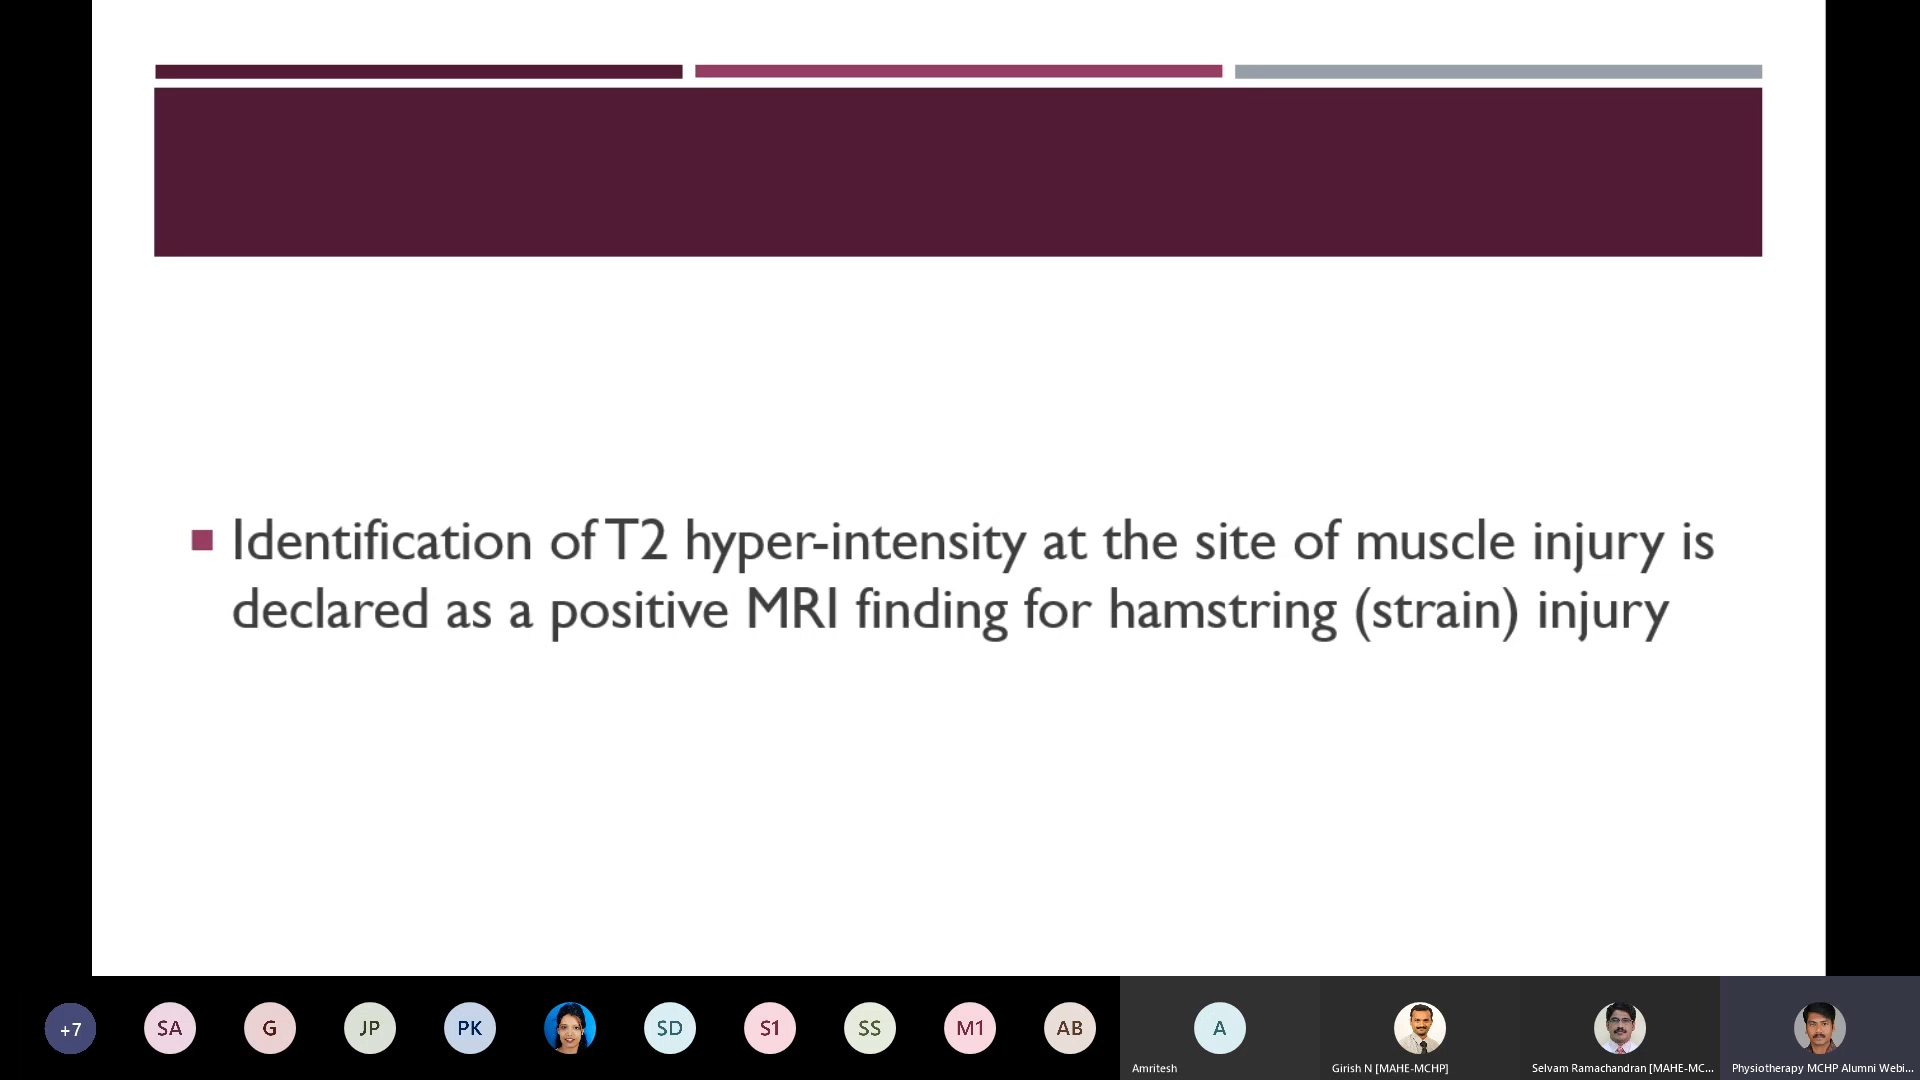 Identification of T2 hyper-intensity at the site of muscle injury is
declared as a positive MRI finding for hamstring (strain) injury
+7
SA
G
JP
PK
SD
S1
SS
M1
AB
A
Amritesh
Girish N [MAHE-MCHP]
Selvam Ramachandran [MAHE-MC...
Physiotherapy MCHP Alumni Webi...